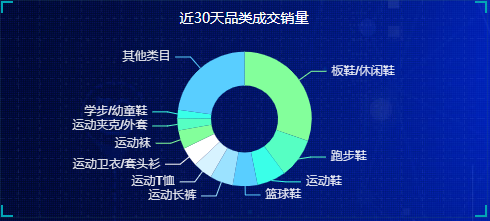 近30天品类成交销量
其他类目
板鞋/休闲鞋
学步/幼童鞋
运动夹克/外套
运动袜
跑步鞋
运动卫衣/套头衫
运动T恤
运动鞋
运动长裤
篮球鞋